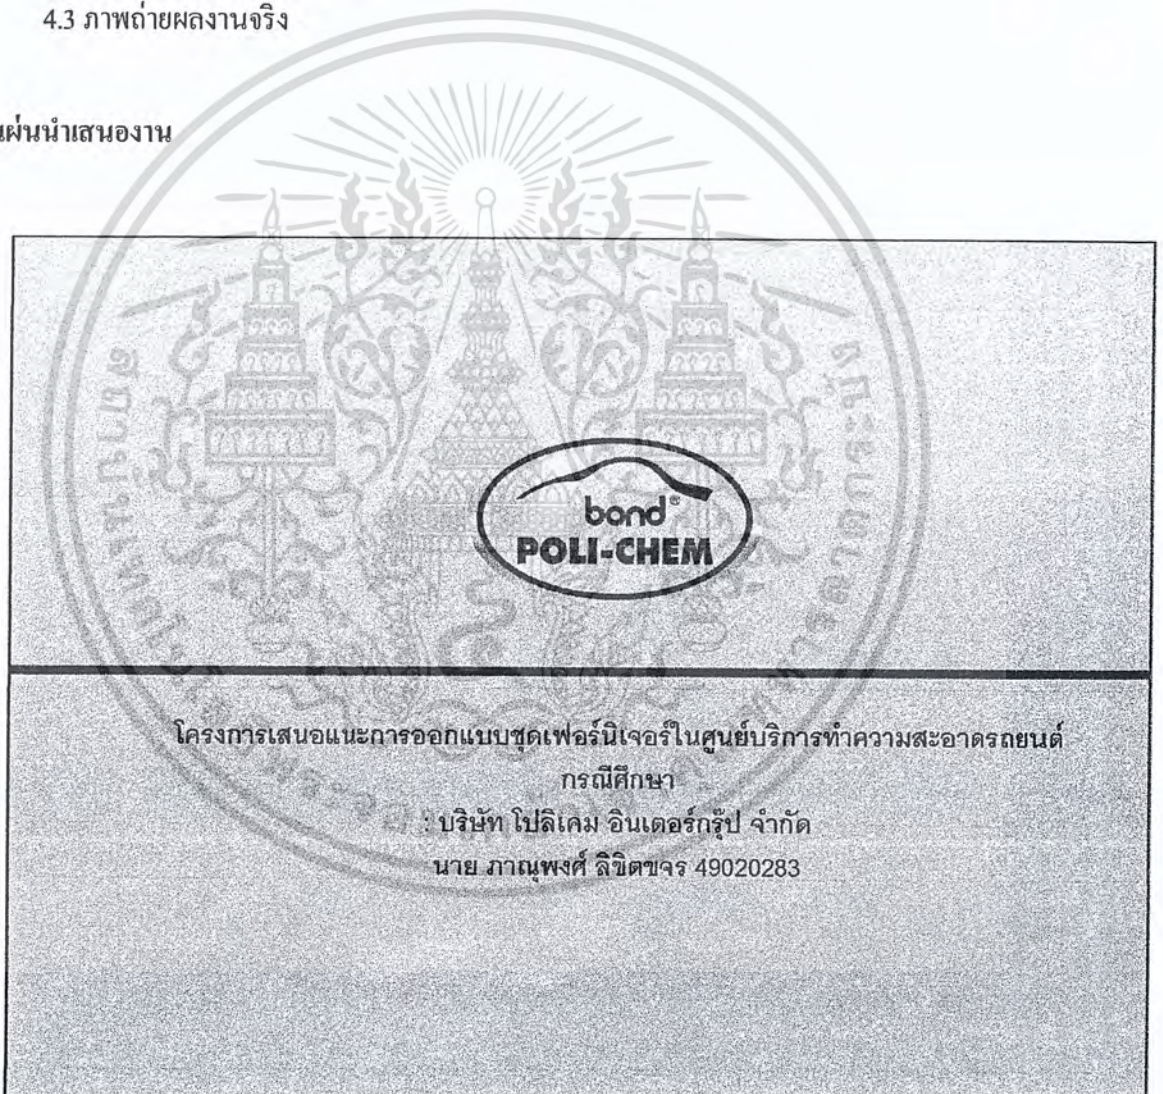 4.3 ภาพถ่ายผลงานจริง
แผ่นนำเสนองาน
bond®
POLI-CHEM
โครงการเสนอแนะการออกแบบชุดเฟอร์นิเจอร์ในศูนย์บริการทำความสะอาดรถยนต์
กรณีศึกษา
: บริษัท โปลิเคม อินเตอร์กรุ๊ป จำกัด
นาย ภาณุพงศ์ ลิขิตขจร 49020283